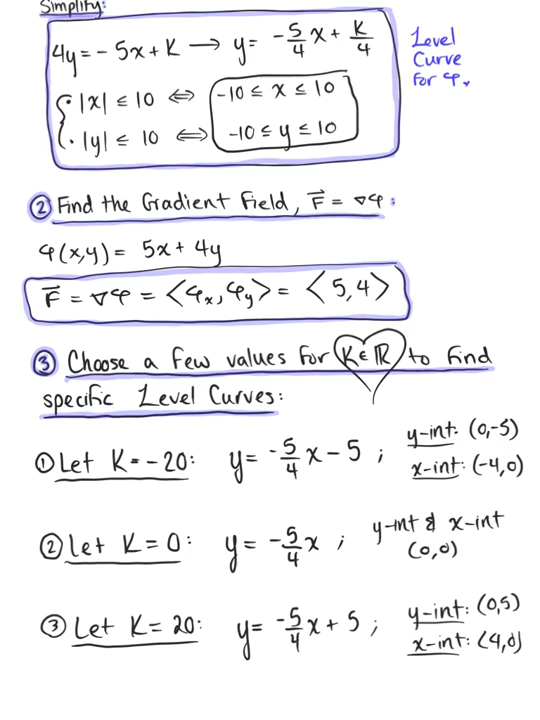 Simplify:
4y = -5x + K → y = -5/4 x + K/4
Level
Curve
for φ.
{ • |x| ≤ 10 ⇔ -10 ≤ x ≤ 10
• |y| ≤ 10 ⇔ -10 ≤ y ≤ 10
② Find the Gradient Field, F⃗ = ∇φ:
φ(x,y) = 5x + 4y
F⃗ = ∇φ = <φx, φy> = <5,4>
③ Choose a few values for K∈ℝ to find
specific Level Curves:
① Let K = -20: y = -5/4 x - 5 ; y-int: (0,-5)
x-int: (-4,0)
② Let K = 0: y = -5/4 x ; y-int & x-int
(0,0)
③ Let K = 20: y = -5/4 x + 5 ; y-int: (0,5)
x-int: (4,0)